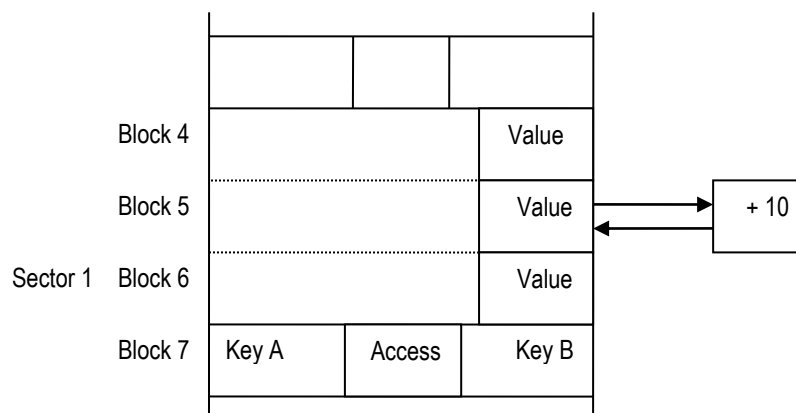 Block 4 Value
Block 5 Value + 10
Sector 1 Block 6 Value
Block 7 Key A Access Key B